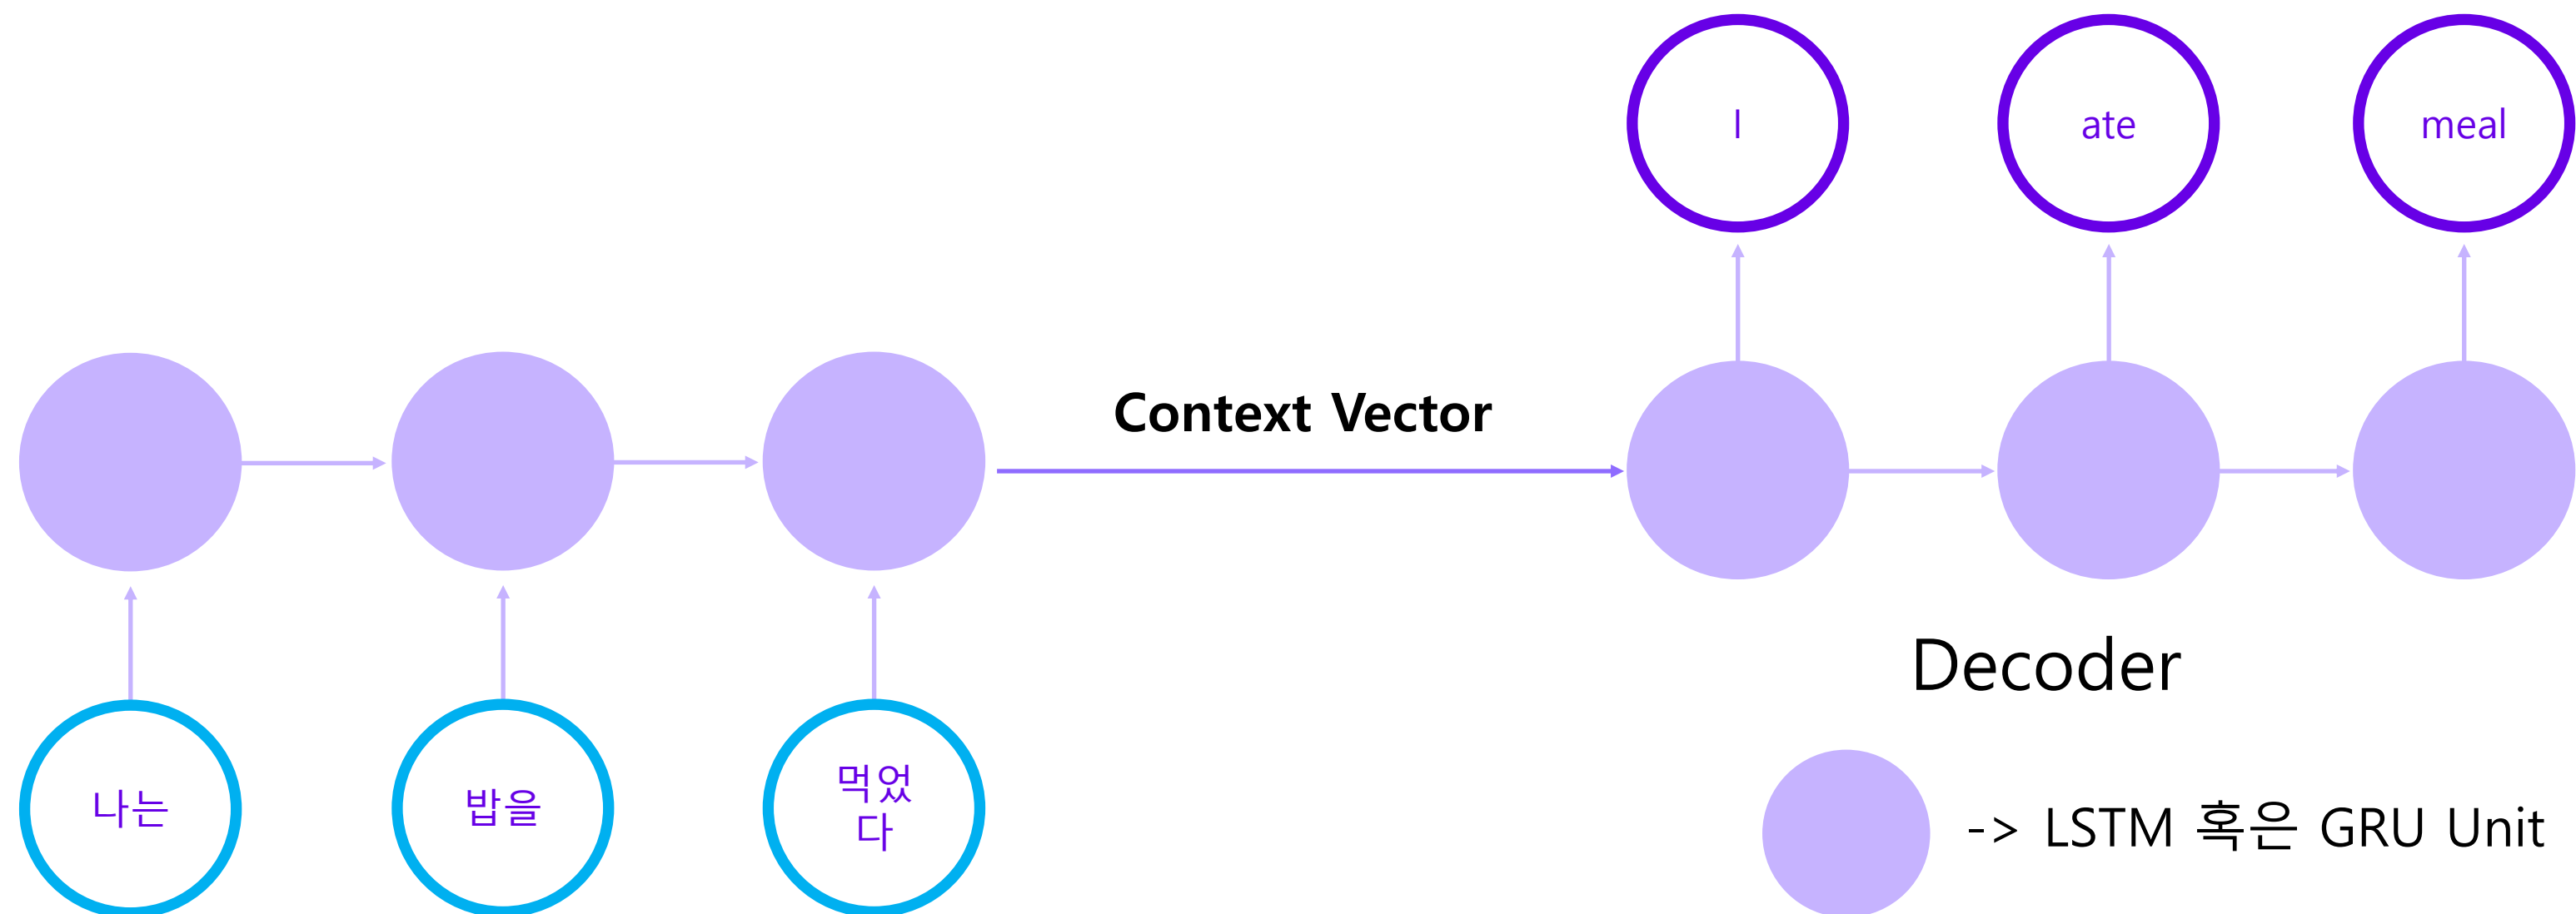 I
ate
meal
Context Vector
Decoder
나는
밥을
먹었
다
-> LSTM 혹은 GRU Unit